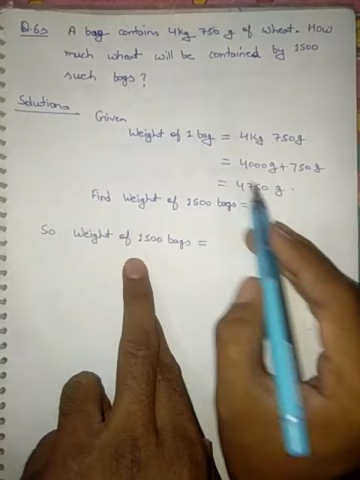 Q.6> A bag contains 4kg 750 g of wheat. How
much wheat will be contained by 1500
such bags?
Solution
Given
Weight of 1 bag = 4kg 750g
= 4000g + 750g
= 4750 g.
Find Weight of 1500 bags =
So Weight of 1500 bags =